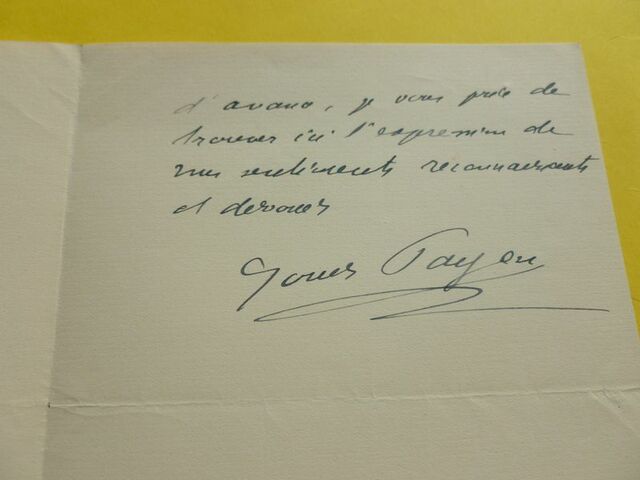 d'avance, je vous prie de
trouver ici l'expression de
mes sentiments reconnaissants
et dévoués
Payen